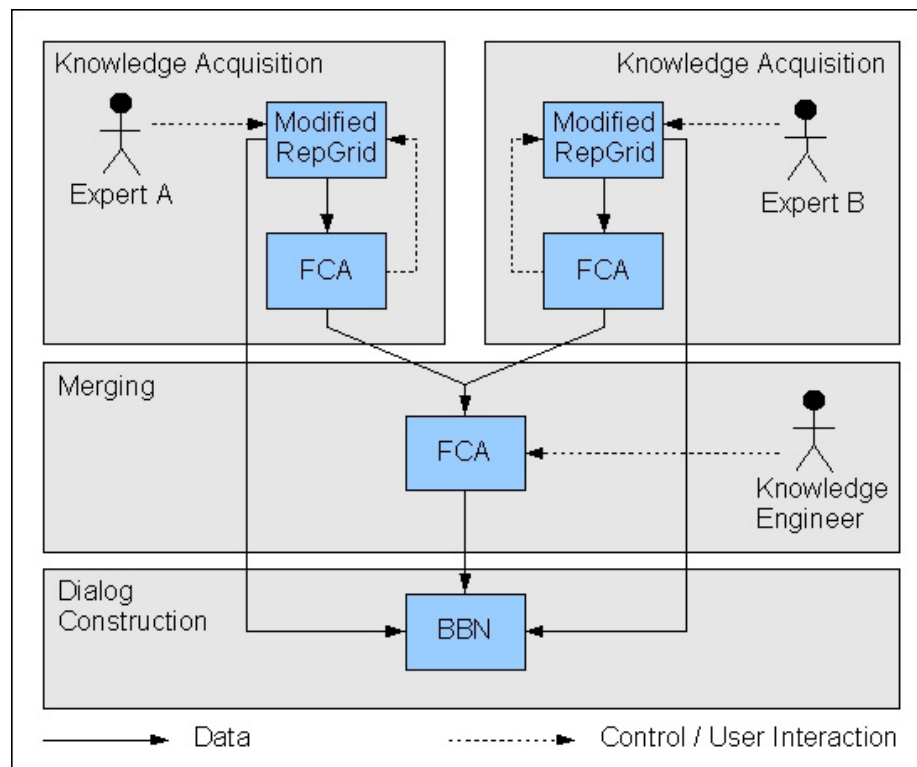 Knowledge Acquisition
Modified
RepGrid
Expert A
FCA
Knowledge Acquisition
Modified
RepGrid
Expert B
FCA
Merging
FCA
Knowledge
Engineer
Dialog
Construction
BBN
Data
Control / User Interaction